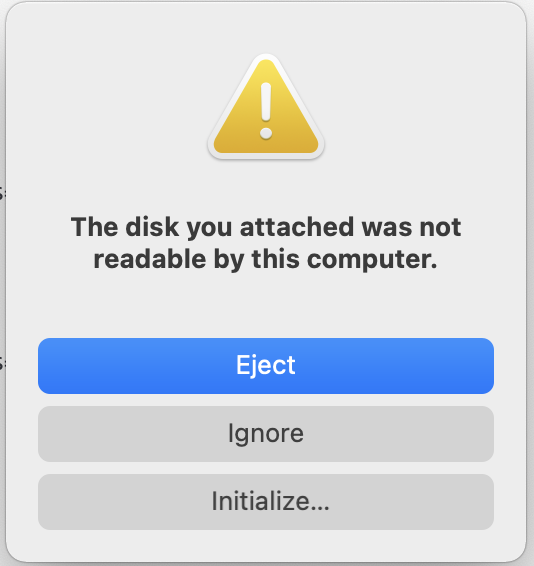 The disk you attached was not
readable by this computer.
Eject
Ignore
Initialize...